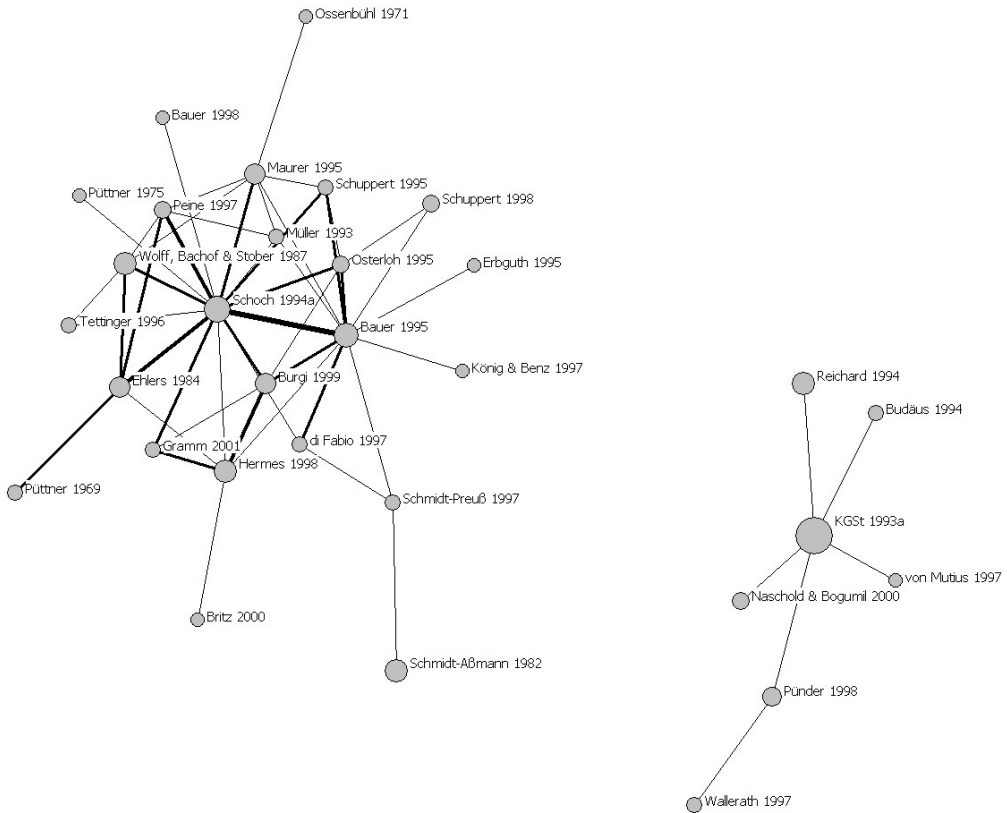 Ossenbühl 1971
Bauer 1998
Maurer 1995
Schuppert 1995
Püttner 1975
Peine 1997
Schuppert 1998
Müller 1993
Wolff, Bachof & Stober 1987
Osterloh 1995
Erbguth 1995
Schoch 1994a
Tettinger 1996
Bauer 1995
König & Benz 1997
Ehlers 1984
Burgi 1999
Reichard 1994
Budäus 1994
di Fabio 1997
Gramm 2001
Hermes 1998
Püttner 1969
Schmidt-Preuß 1997
KGSt 1993a
von Mutius 1997
Naschold & Bogumil 2000
Britz 2000
Schmidt-Aßmann 1982
Pünder 1998
Wallerath 1997